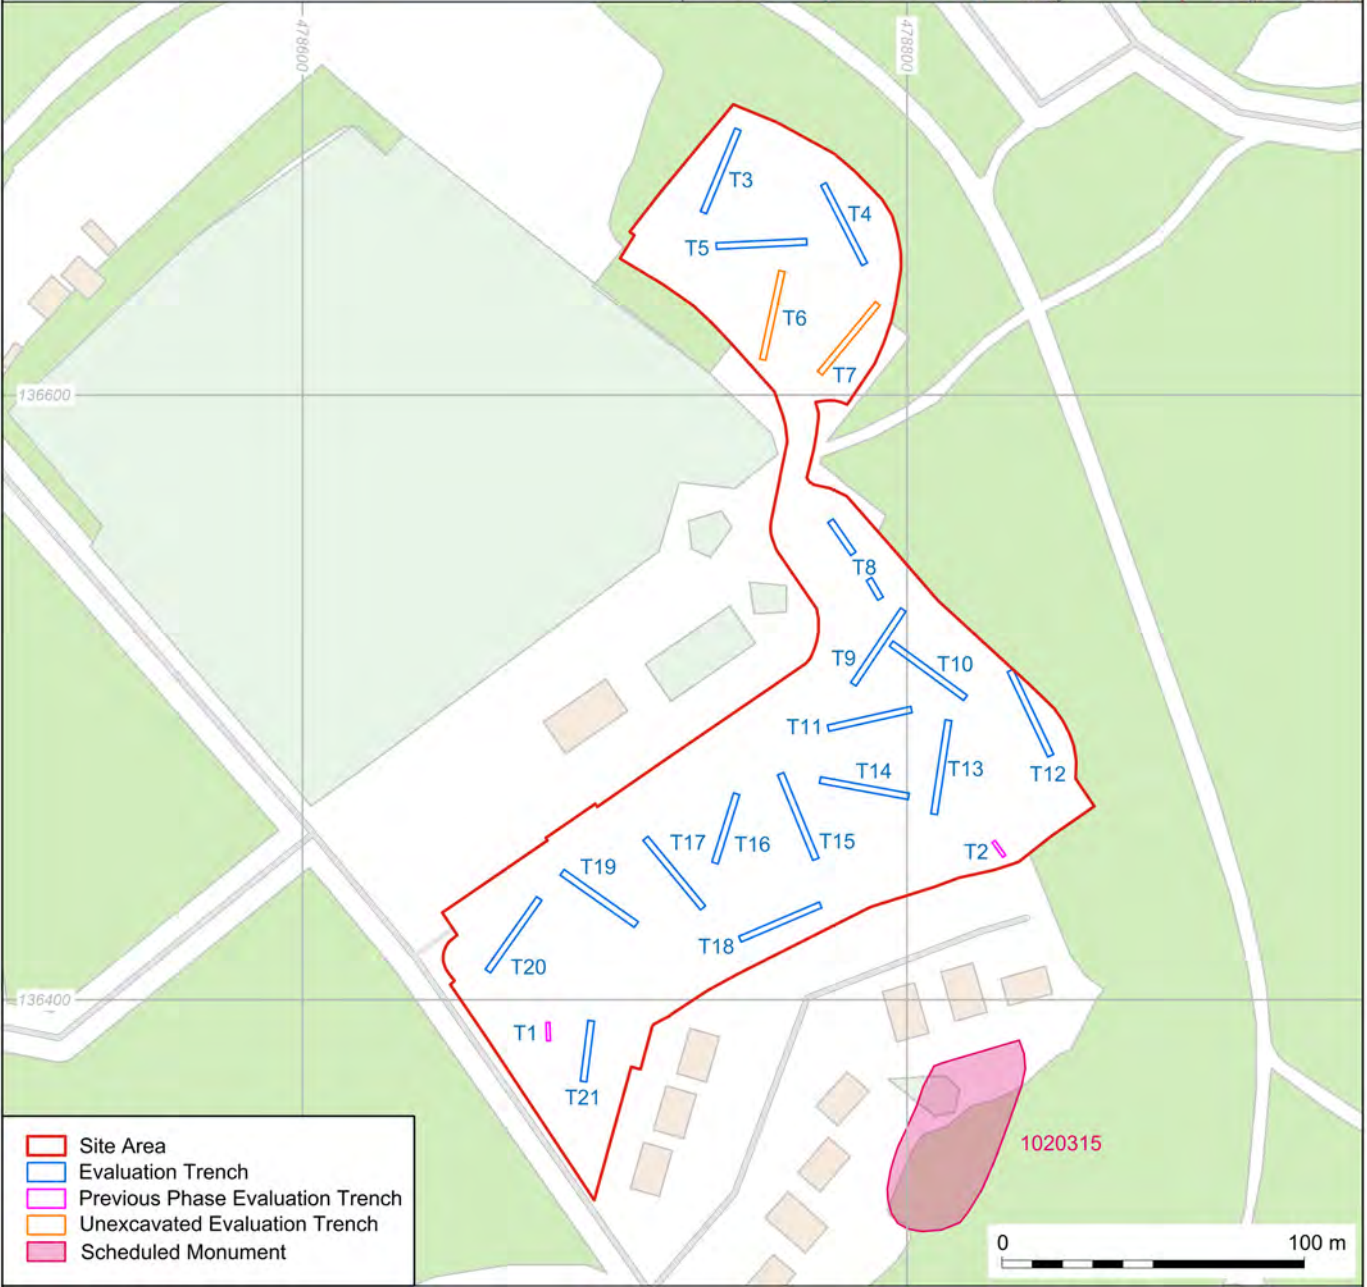 478600
478800
T3
T4
T5
T6
T7
136600
T8
T9
T10
T11
T12
T13
T14
T15
T16
T17
T18
T19
T20
T2
136400
T1
T21
1020315
Site Area
Evaluation Trench
Previous Phase Evaluation Trench
Unexcavated Evaluation Trench
Scheduled Monument
0 100 m